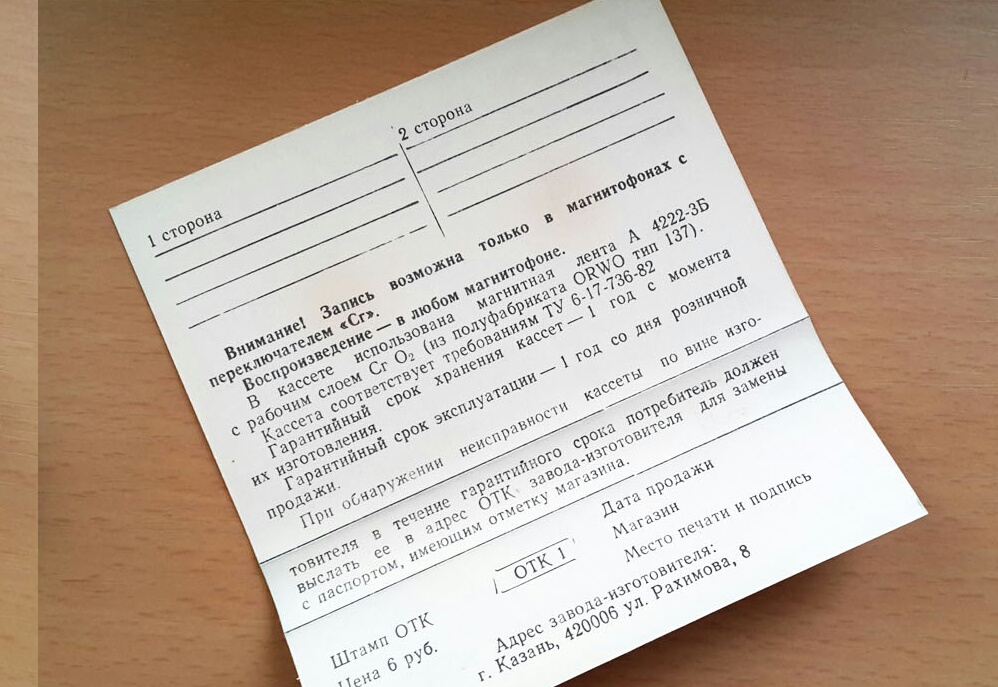 1 сторона
2 сторона
Внимание! Запись возможна только в магнитофонах с
переключателем «Cr».
Воспроизведение — в любом магнитофоне.
В кассете использована магнитная лента А 4222-3Б
с рабочим слоем Cr O₂ (из полуфабриката ORWO тип 137).
Кассета соответствует требованиям ТУ 6-17-736-82
Гарантийный срок хранения кассет — 1 год с момента
их изготовления.
Гарантийный срок эксплуатации — 1 год со дня розничной
продажи.
При обнаружении неисправности кассеты по вине изго-
товителя в течение гарантийного срока потребитель должен
выслать ее в адрес ОТК завода-изготовителя для замены
с паспортом, имеющим отметку магазина.
Штамп ОТК
ОТК 1
Дата продажи
Магазин
Место печати и подпись
Цена 6 руб.
Адрес завода-изготовителя:
г. Казань, 420006 ул. Рахимова, 8